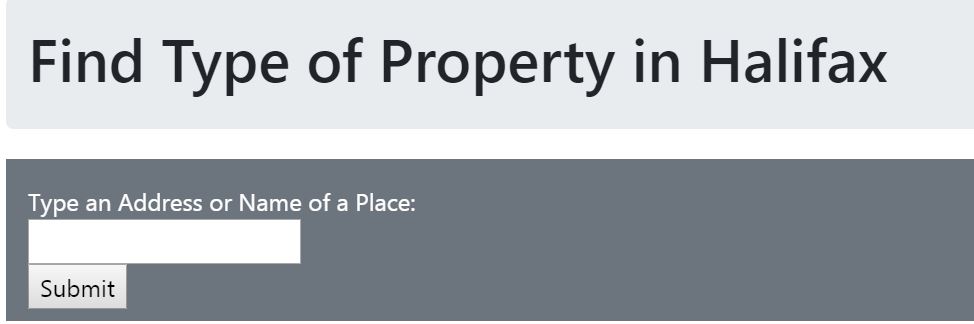 Find Type of Property in Halifax
Type an Address or Name of a Place:
Submit